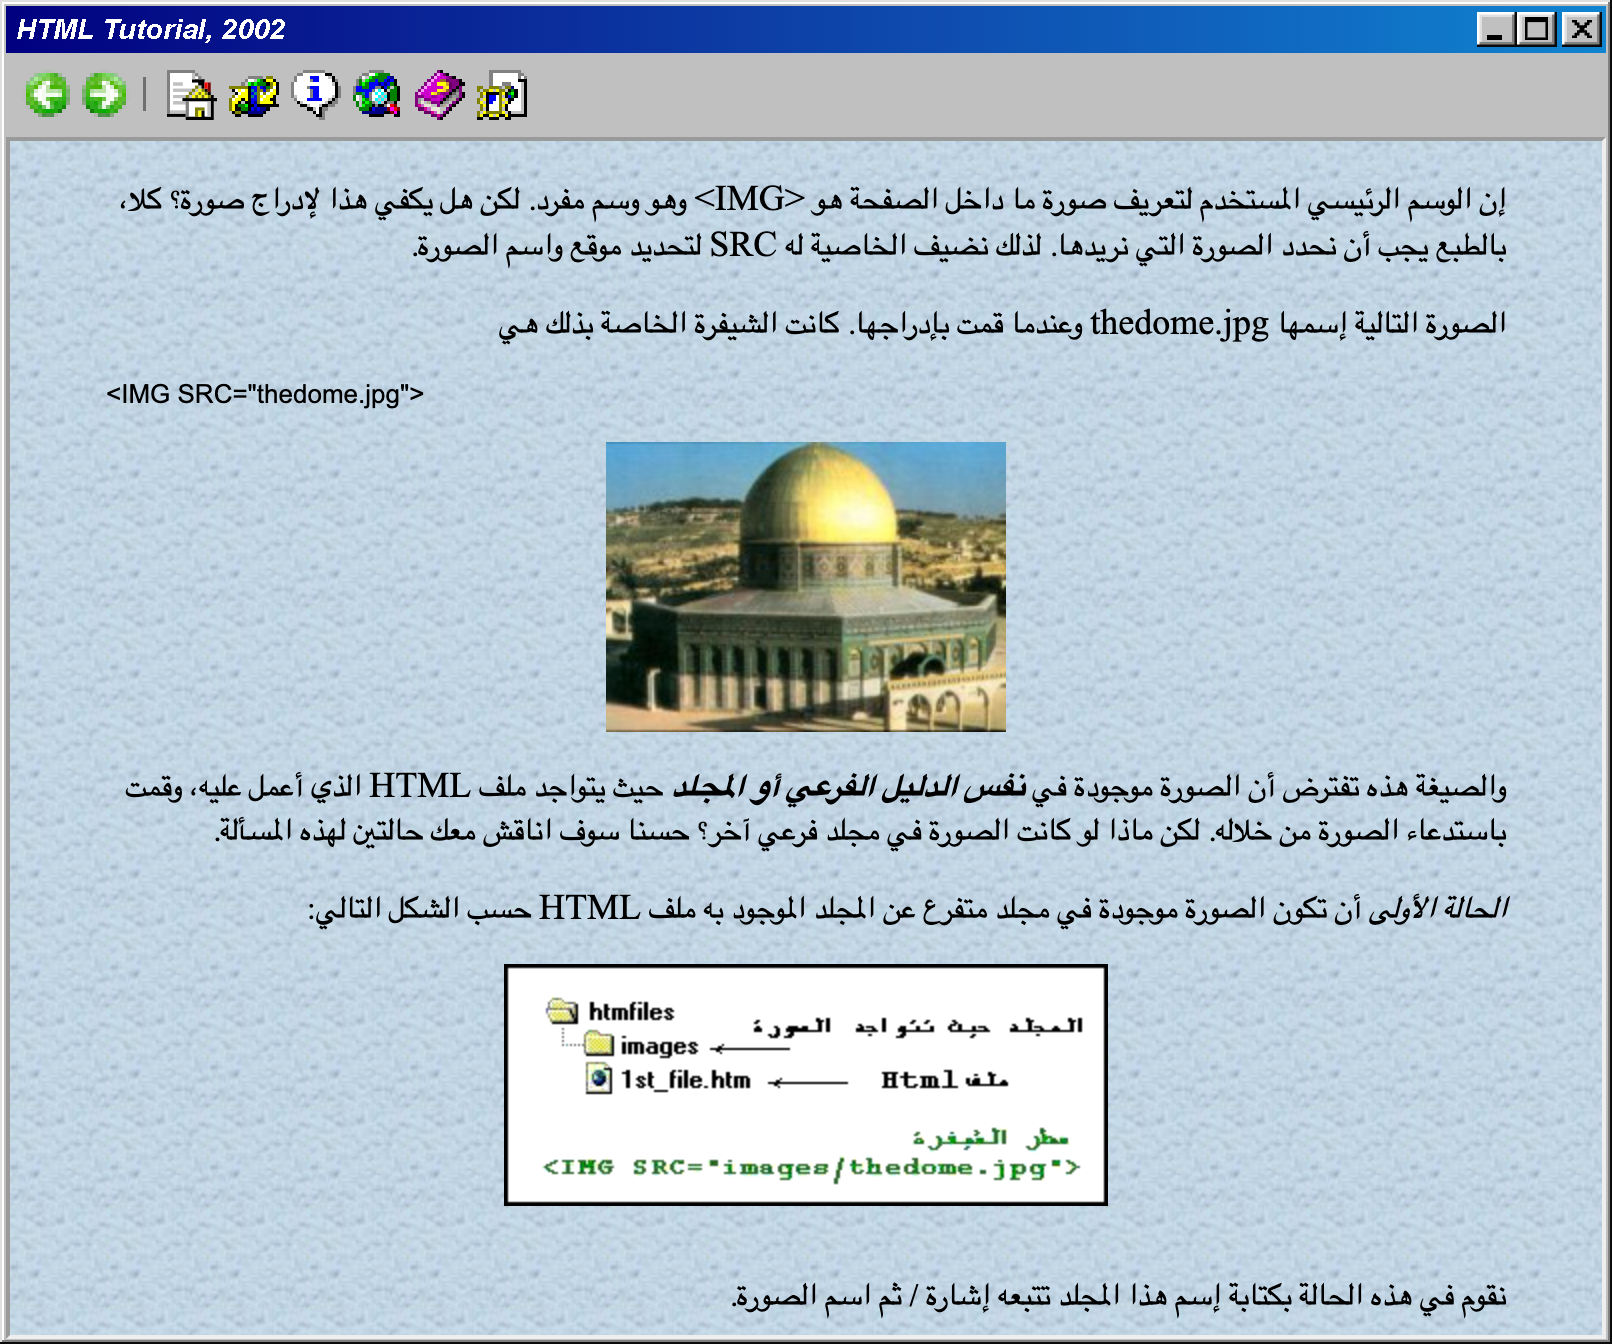 HTML Tutorial, 2002
إن الوسم الرئيسي المستخدم لتعريف صورة ما داخل الصفحة هو <IMG> وهو وسم مفرد. لكن هل يكفي هذا لإدراج صورة؟ كلا،
بالطبع يجب أن نحدد الصورة التي نريدها. لذلك نضيف الخاصية له SRC لتحديد موقع واسم الصورة.
الصورة التالية إسمها thedome.jpg وعندما قمت بإدراجها. كانت الشيفرة الخاصة بذلك هي
<IMG SRC="thedome.jpg">
والصيغة هذه تفترض أن الصورة موجودة في نفس الدليل الفرعي أو المجلد حيث يتواجد ملف HTML الذي أعمل عليه، وقمت
باستدعاء الصورة من خلاله. لكن ماذا لو كانت الصورة في مجلد فرعي آخر؟ حسنا سوف اناقش معك حالتين لهذه المسألة.
الحالة الأولى أن تكون الصورة موجودة في مجلد متفرع عن المجلد الموجود به ملف HTML حسب الشكل التالي:
htmfiles
المجلد حيث تتواجد الصورة
images
1st_file.htm
ملف Html
سطر الشيفرة
<IMG SRC="images/thedome.jpg">
نقوم في هذه الحالة بكتابة إسم هذا المجلد تتبعه إشارة / ثم اسم الصورة.